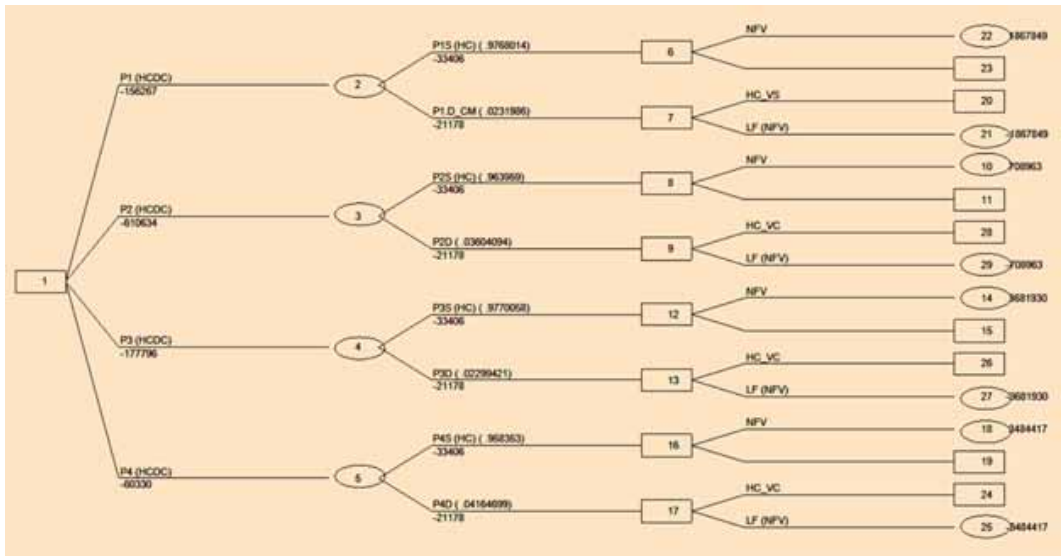 NFV
22
1867849
P1S (HC) ( .9768014)
-33406
6
23
P1 (HCDC)
-156267
2
HC_VS
20
P1.D_CM (.0231986)
-21178
7
LF (NFV)
21
-1867849
NFV
10
708963
P2S (HC) ( .963959)
-33406
8
11
P2 (HCDC)
-610634
3
HC_VC
28
P2D ( .03604094)
-21178
9
LF (NFV)
29
-708963
1
NFV
14
P3S (HC) ( .9770058)
-33406
12
15
P3 (HCDC)
-177796
4
HC_VC
26
P3D ( .02299421)
-21178
13
LF (NFV)
27
NFV
18
P4S (HC) ( .958353)
-33406
16
19
P4 (HCDC)
-60330
5
HC_VC
24
P4D ( .04164699)
-21178
17
LF (NFV)
25